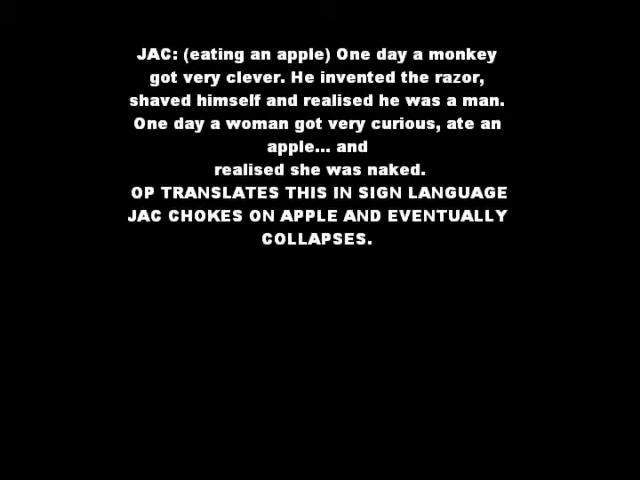 JAC: (eating an apple) One day a monkey
got very clever. He invented the razor,
shaved himself and realised he was a man.
One day a woman got very curious, ate an
apple... and
realised she was naked.
OP TRANSLATES THIS IN SIGN LANGUAGE
JAC CHOKES ON APPLE AND EVENTUALLY
COLLAPSES.